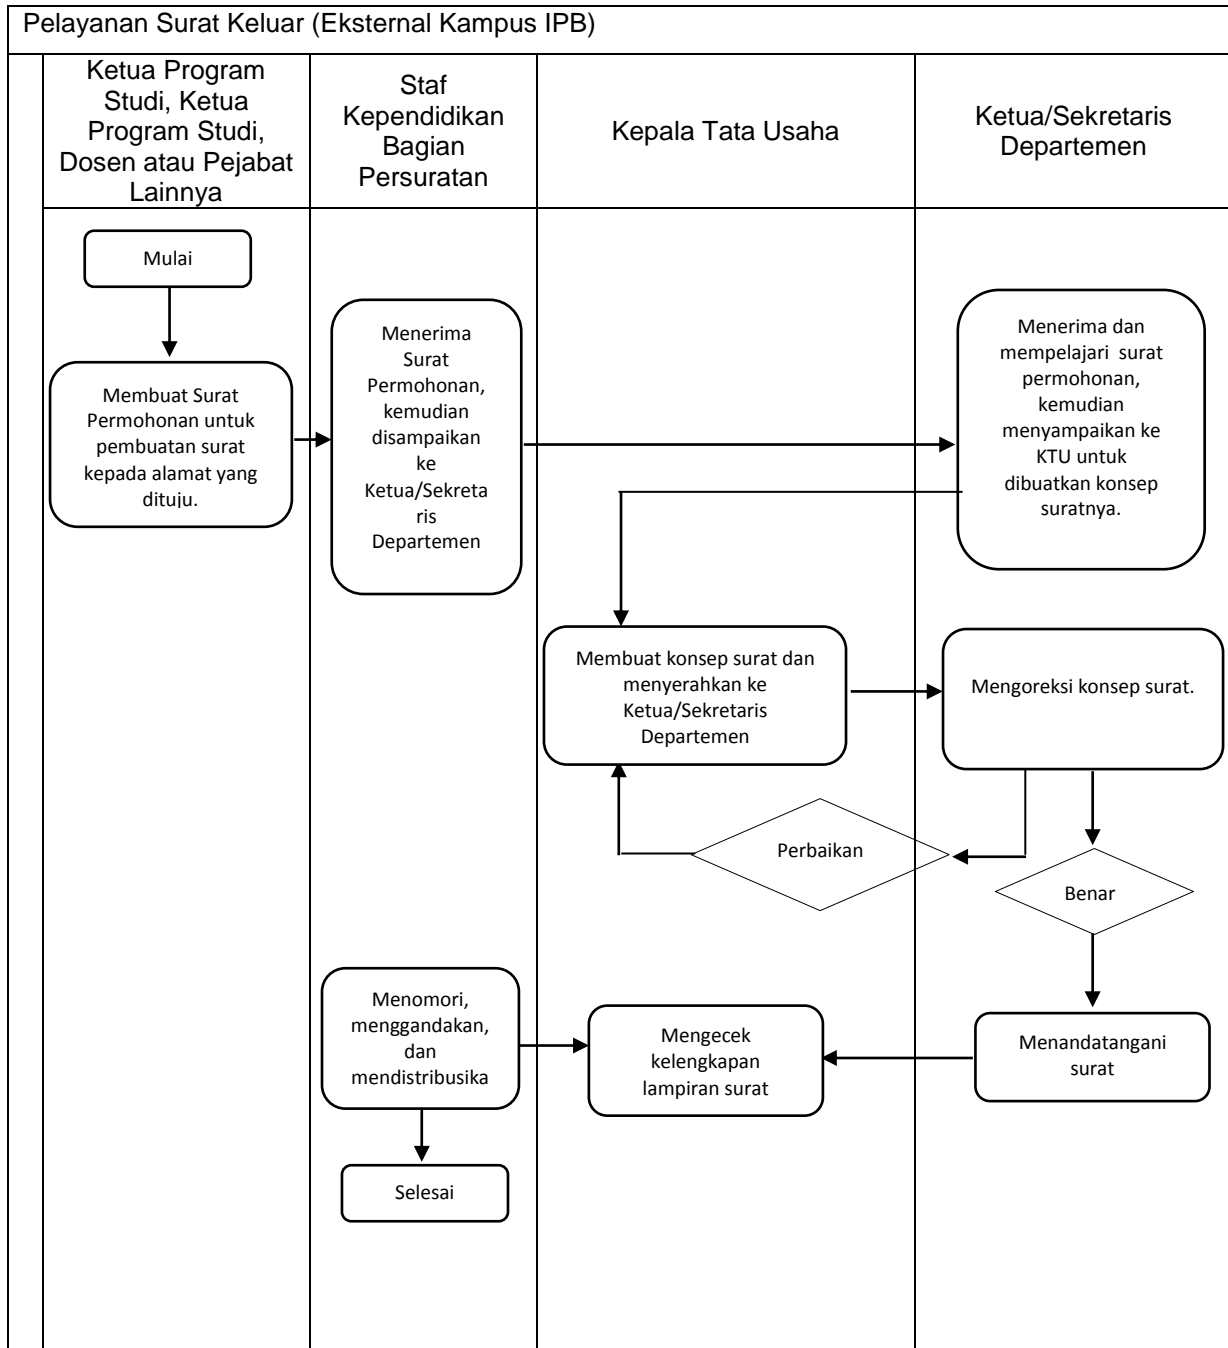 Pelayanan Surat Keluar (Eksternal Kampus IPB)
Ketua Program
Studi, Ketua
Program Studi,
Dosen atau Pejabat
Lainnya
Staf
Kependidikan
Bagian
Persuratan
Kepala Tata Usaha
Ketua/Sekretaris
Departemen
Mulai
Membuat Surat
Permohonan untuk
pembuatan surat
kepada alamat yang
dituju.
Menerima
Surat
Permohonan,
kemudian
disampaikan
ke
Ketua/Sekreta
ris
Departemen
Menerima dan
mempelajari surat
permohonan,
kemudian
menyampaikan ke
KTU untuk
dibuatkan konsep
suratnya.
Membuat konsep surat dan
menyerahkan ke
Ketua/Sekretaris
Departemen
Mengoreksi konsep surat.
Perbaikan
Benar
Menomori,
menggandakan,
dan
mendistribusika
Mengecek
kelengkapan
lampiran surat
Menandatangani
surat
Selesai